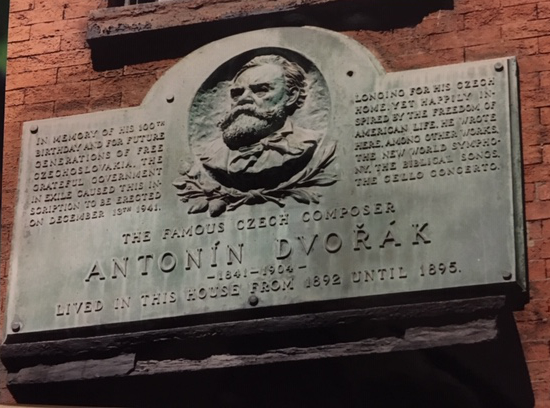 IN MEMORY OF HIS 100TH
BIRTHDAY AND FOR FUTURE
GENERATIONS OF FREE
CZECHOSLOVAKIA, THE
GRATEFUL GOVERNMENT
IN EXILE CAUSED THIS IN-
SCRIPTION TO BE ERECTED
ON DECEMBER 13TH 1941.
LONGING FOR HIS CZECH
HOME, YET HAPPILY IN-
SPIRED BY THE FREEDOM OF
AMERICAN LIFE, HE WROTE
HERE, AMONG OTHER WORKS,
THE NEW WORLD SYMPHO-
NY, THE BIBLICAL SONGS,
THE CELLO CONCERTO.
THE FAMOUS CZECH COMPOSER
ANTONÍN DVOŘÁK
-1841-1904-
LIVED IN THIS HOUSE FROM 1892 UNTIL 1895.